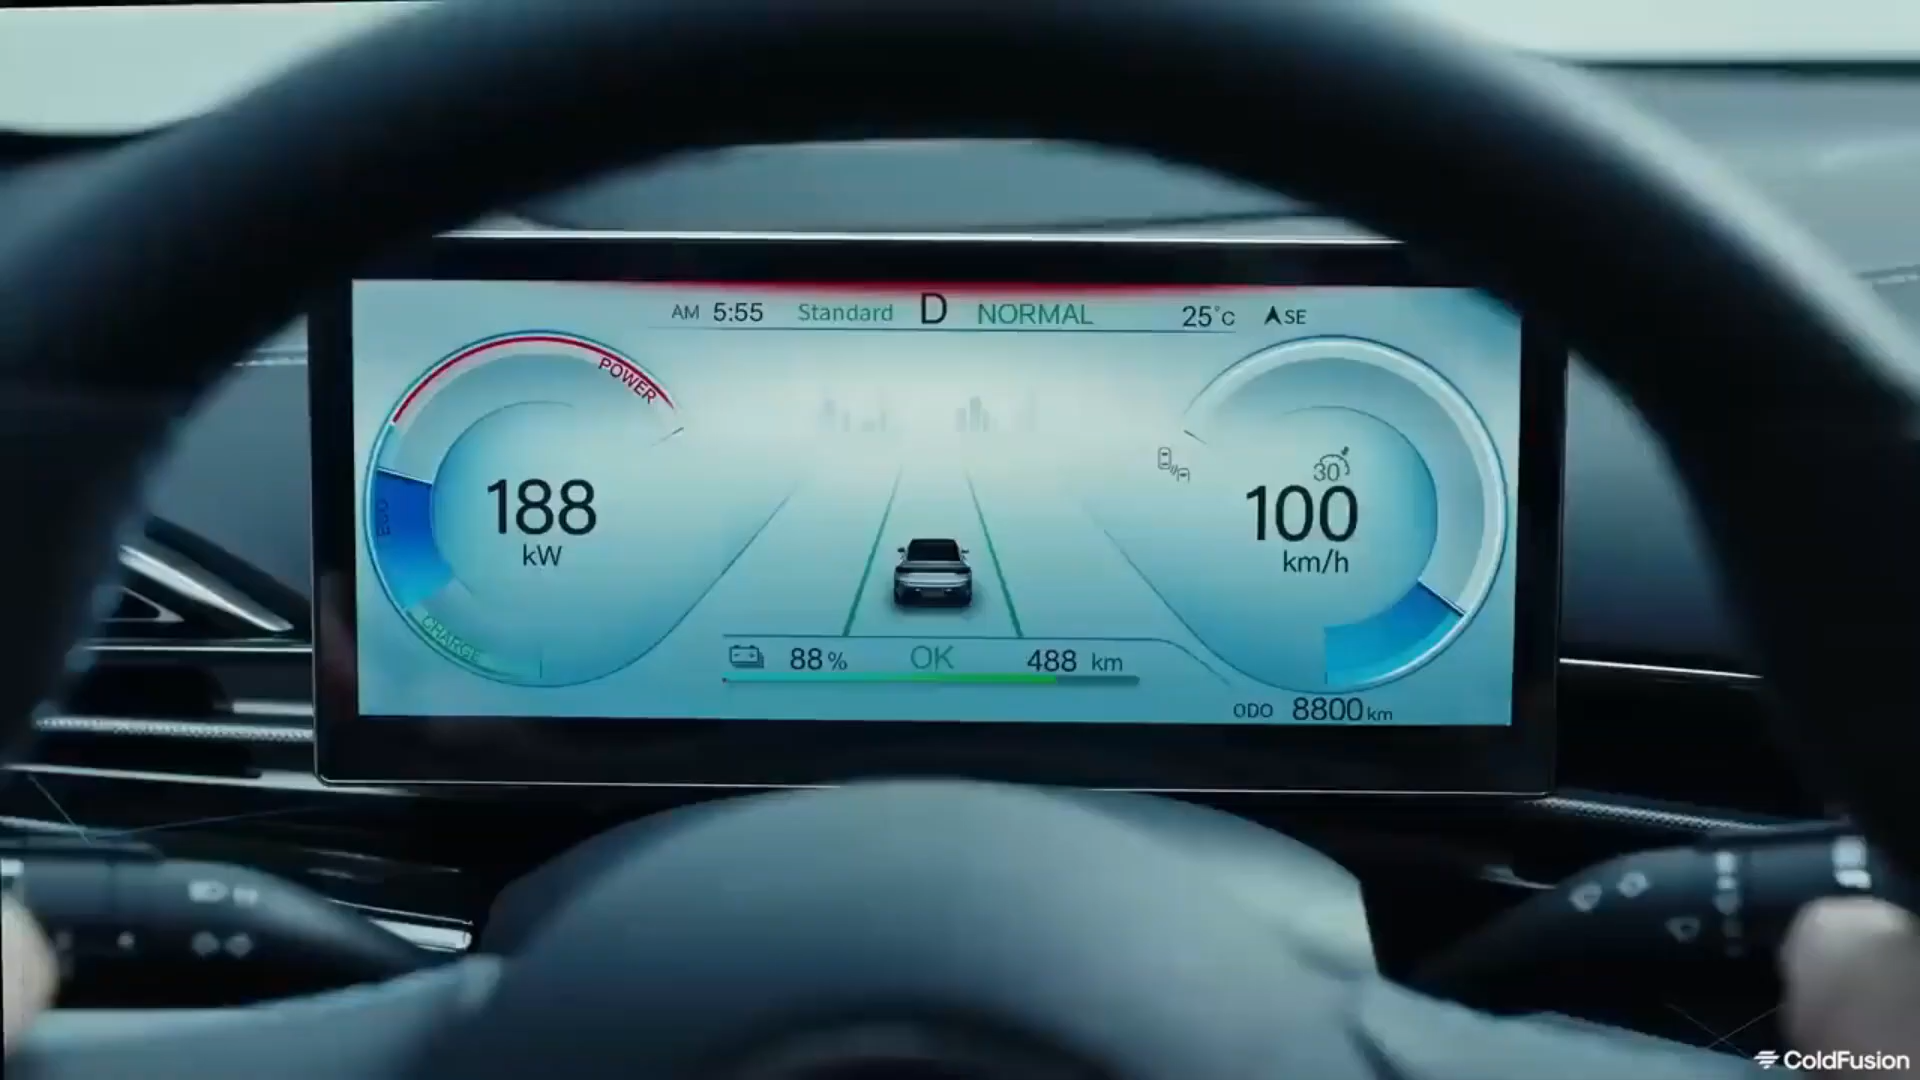 AM 5:55 Standard D NORMAL 25°C SE
POWER
ECO
CHARGE
188
kW
30
100
km/h
88% OK 488 km
ODO 8800km
ColdFusion